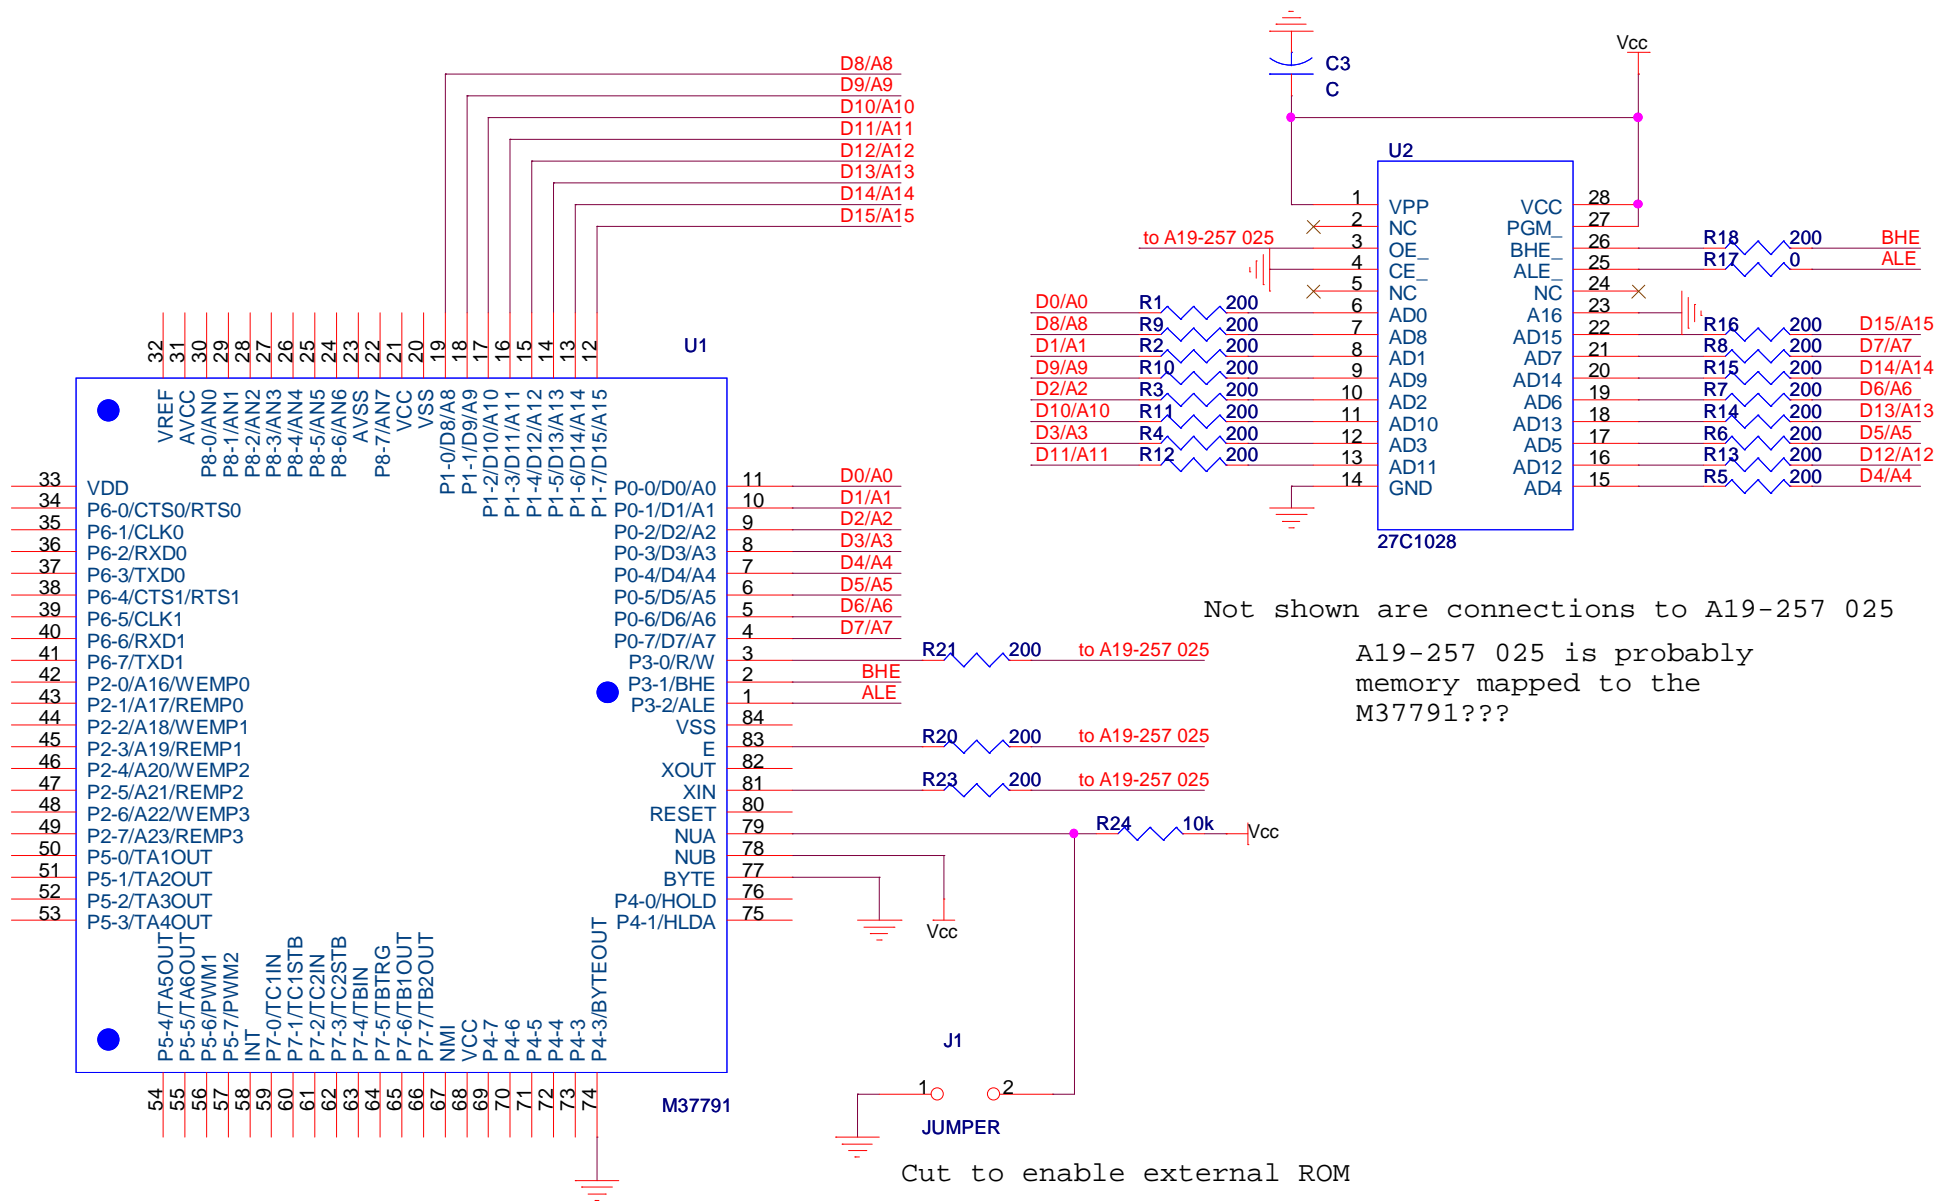 D8/A8
D9/A9
D10/A10
D11/A11
D12/A12
D13/A13
D14/A14
D15/A15
32 31 30 29 28 27 26 25 24 23 22 21 20 19 18 17 16 15 14 13 12
U1
VREF
AVCC
P8-0/AN0
P8-1/AN1
P8-2/AN2
P8-3/AN3
P8-4/AN4
P8-5/AN5
P8-6/AN6
AVSS
P8-7/AN7
VCC
VSS
P1-0/D8/A8
P1-1/D9/A9
P1-2/D10/A10
P1-3/D11/A11
P1-4/D12/A12
P1-5/D13/A13
P1-6/D14/A14
P1-7/D15/A15
33 VDD
34 P6-0/CTS0/RTS0
35 P6-1/CLK0
36 P6-2/RXD0
37 P6-3/TXD0
38 P6-4/CTS1/RTS1
39 P6-5/CLK1
40 P6-6/RXD1
41 P6-7/TXD1
42 P2-0/A16/WEMP0
43 P2-1/A17/REMP0
44 P2-2/A18/WEMP1
45 P2-3/A19/REMP1
46 P2-4/A20/WEMP2
47 P2-5/A21/REMP2
48 P2-6/A22/WEMP3
49 P2-7/A23/REMP3
50 P5-0/TA1OUT
51 P5-1/TA2OUT
52 P5-2/TA3OUT
53 P5-3/TA4OUT
P0-0/D0/A0 11 D0/A0
P0-1/D1/A1 10 D1/A1
P0-2/D2/A2 9 D2/A2
P0-3/D3/A3 8 D3/A3
P0-4/D4/A4 7 D4/A4
P0-5/D5/A5 6 D5/A5
P0-6/D6/A6 5 D6/A6
P0-7/D7/A7 4 D7/A7
P3-0/R/W 3 R21 200 to A19-257 025
P3-1/BHE 2 BHE
P3-2/ALE 1 ALE
VSS 84
E 83 R20 200 to A19-257 025
XOUT 82
XIN 81 R23 200 to A19-257 025
RESET 80
NUA 79 R24 10k Vcc
NUB 78
BYTE 77
P4-0/HOLD 76
P4-1/HLDA 75
Vcc
P5-4/TA5OUT
P5-5/TA6OUT
P5-6/PWM1
P5-7/PWM2
INT
P7-0/TC1IN
P7-1/TC1STB
P7-2/TC2IN
P7-3/TC2STB
P7-4/TBIN
P7-5/TBTRG
P7-6/TB1OUT
P7-7/TB2OUT
NMI
VCC
P4-7
P4-6
P4-5
P4-4
P4-3
P4-3/BYTEOUT
54 55 56 57 58 59 60 61 62 63 64 65 66 67 68 69 70 71 72 73 74
M37791
J1
1 2
JUMPER
Cut to enable external ROM
C3
C
Vcc
U2
1 VPP
2 NC
to A19-257 025 3 OE_
4 CE_
5 NC
D0/A0 R1 200 6 AD0
D8/A8 R9 200 7 AD8
D1/A1 R2 200 8 AD1
D9/A9 R10 200 9 AD9
D2/A2 R3 200 10 AD2
D10/A10 R11 200 11 AD10
D3/A3 R4 200 12 AD3
D11/A11 R12 200 13 AD11
14 GND
VCC 28
PGM_ 27
BHE_ 26 R18 200 BHE
ALE_ 25 R17 0 ALE
NC 24
A16 23
AD15 22 R16 200 D15/A15
AD7 21 R8 200 D7/A7
AD14 20 R15 200 D14/A14
AD6 19 R7 200 D6/A6
AD13 18 R14 200 D13/A13
AD5 17 R6 200 D5/A5
AD12 16 R13 200 D12/A12
AD4 15 R5 200 D4/A4
27C1028
Not shown are connections to A19-257 025
A19-257 025 is probably
memory mapped to the
M37791???